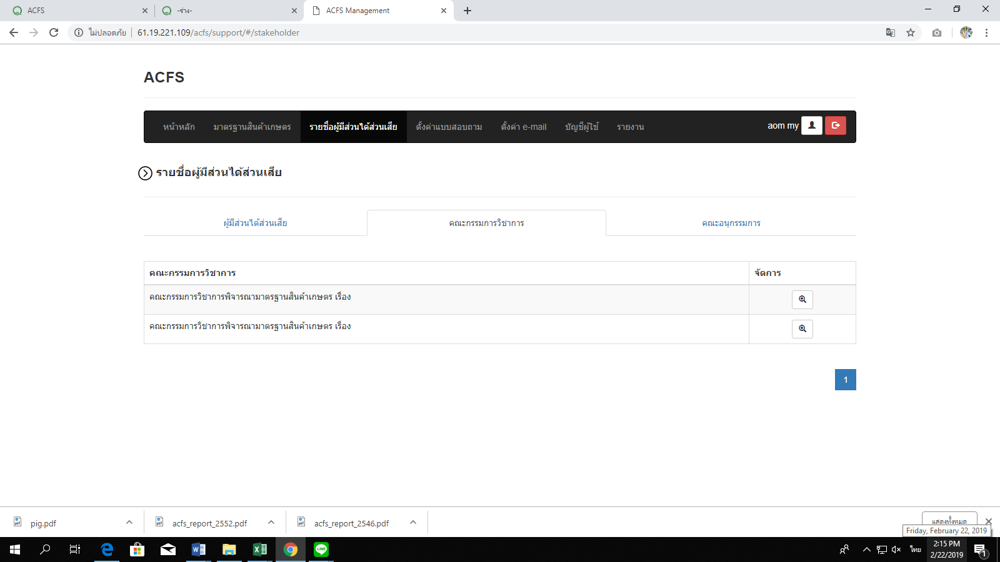 ACFS
-ร่าง-
ACFS Management
ไม่ปลอดภัย
61.19.221.109/acfs/support/#/stakeholder
ACFS
หน้าหลัก
มาตรฐานสินค้าเกษตร
รายชื่อผู้มีส่วนได้ส่วนเสีย
ตั้งค่าแบบสอบถาม
ตั้งค่า e-mail
บัญชีผู้ใช้
รายงาน
aom my
รายชื่อผู้มีส่วนได้ส่วนเสีย
ผู้มีส่วนได้ส่วนเสีย
คณะกรรมการวิชาการ
คณะอนุกรรมการ
คณะกรรมการวิชาการ
จัดการ
คณะกรรมการวิชาการพิจารณามาตรฐานสินค้าเกษตร เรื่อง
คณะกรรมการวิชาการพิจารณามาตรฐานสินค้าเกษตร เรื่อง
1
pig.pdf
acfs_report_2552.pdf
acfs_report_2546.pdf
แสดงทั้งหมด
Friday, February 22, 2019
ไทย
2:15 PM
2/22/2019
1